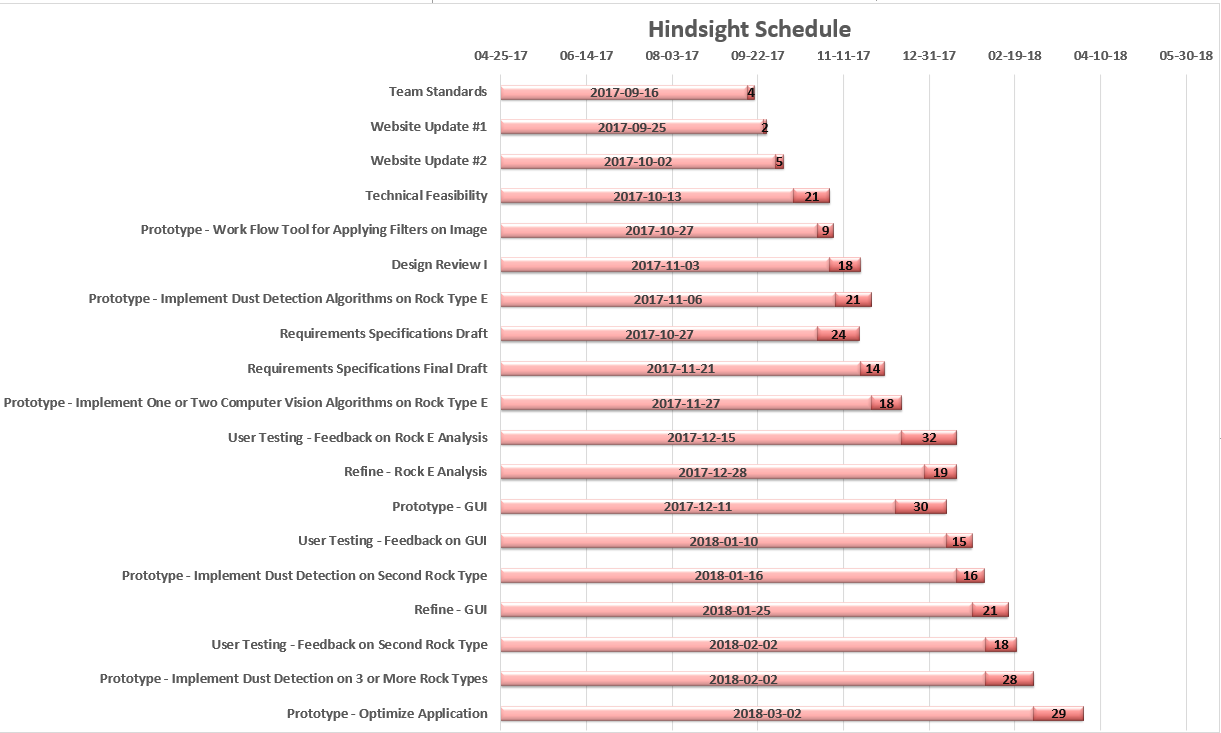 Hindsight Schedule
04-25-17 06-14-17 08-03-17 09-22-17 11-11-17 12-31-17 02-19-18 04-10-18 05-30-18
Team Standards 2017-09-16 4
Website Update #1 2017-09-25 2
Website Update #2 2017-10-02 5
Technical Feasibility 2017-10-13 21
Prototype - Work Flow Tool for Applying Filters on Image 2017-10-27 9
Design Review I 2017-11-03 18
Prototype - Implement Dust Detection Algorithms on Rock Type E 2017-11-06 21
Requirements Specifications Draft 2017-10-27 24
Requirements Specifications Final Draft 2017-11-21 14
Prototype - Implement One or Two Computer Vision Algorithms on Rock Type E 2017-11-27 18
User Testing - Feedback on Rock E Analysis 2017-12-15 32
Refine - Rock E Analysis 2017-12-28 19
Prototype - GUI 2017-12-11 30
User Testing - Feedback on GUI 2018-01-10 15
Prototype - Implement Dust Detection on Second Rock Type 2018-01-16 16
Refine - GUI 2018-01-25 21
User Testing - Feedback on Second Rock Type 2018-02-02 18
Prototype - Implement Dust Detection on 3 or More Rock Types 2018-02-02 28
Prototype - Optimize Application 2018-03-02 29